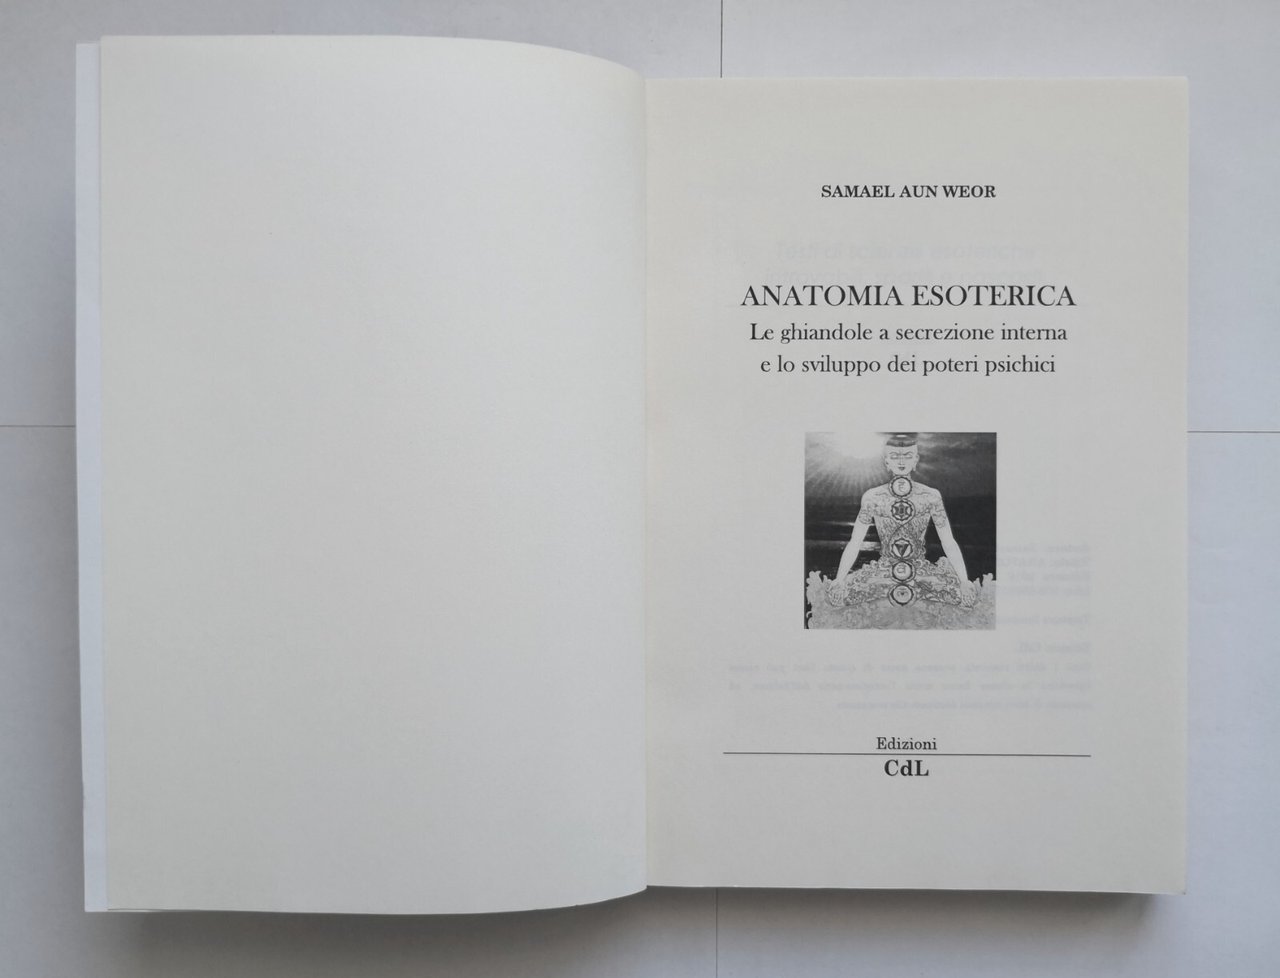 SAMAEL AUN WEOR
ANATOMIA ESOTERICA
Le ghiandole a secrezione interna
e lo sviluppo dei poteri psichici
Edizioni
CdL